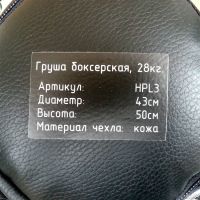 Груша боксерская, 28кг.
Артикул: HPL3
Диаметр: 43см
Высота: 50см
Материал чехла: кожа